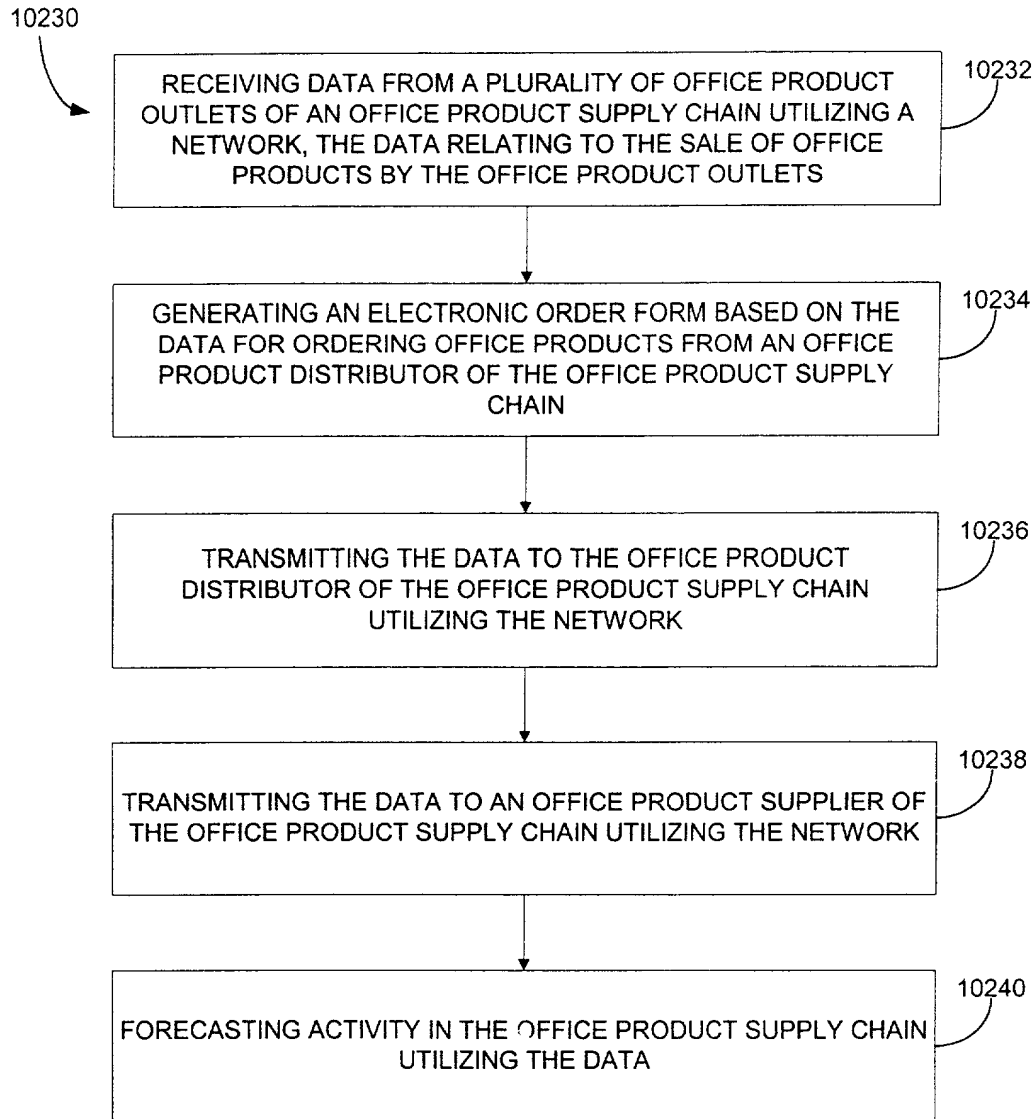 10230
RECEIVING DATA FROM A PLURALITY OF OFFICE PRODUCT
OUTLETS OF AN OFFICE PRODUCT SUPPLY CHAIN UTILIZING A
NETWORK, THE DATA RELATING TO THE SALE OF OFFICE
PRODUCTS BY THE OFFICE PRODUCT OUTLETS
10232
GENERATING AN ELECTRONIC ORDER FORM BASED ON THE
DATA FOR ORDERING OFFICE PRODUCTS FROM AN OFFICE
PRODUCT DISTRIBUTOR OF THE OFFICE PRODUCT SUPPLY
CHAIN
10234
TRANSMITTING THE DATA TO THE OFFICE PRODUCT
DISTRIBUTOR OF THE OFFICE PRODUCT SUPPLY CHAIN
UTILIZING THE NETWORK
10236
TRANSMITTING THE DATA TO AN OFFICE PRODUCT SUPPLIER OF
THE OFFICE PRODUCT SUPPLY CHAIN UTILIZING THE NETWORK
10238
FORECASTING ACTIVITY IN THE OFFICE PRODUCT SUPPLY CHAIN
UTILIZING THE DATA
10240